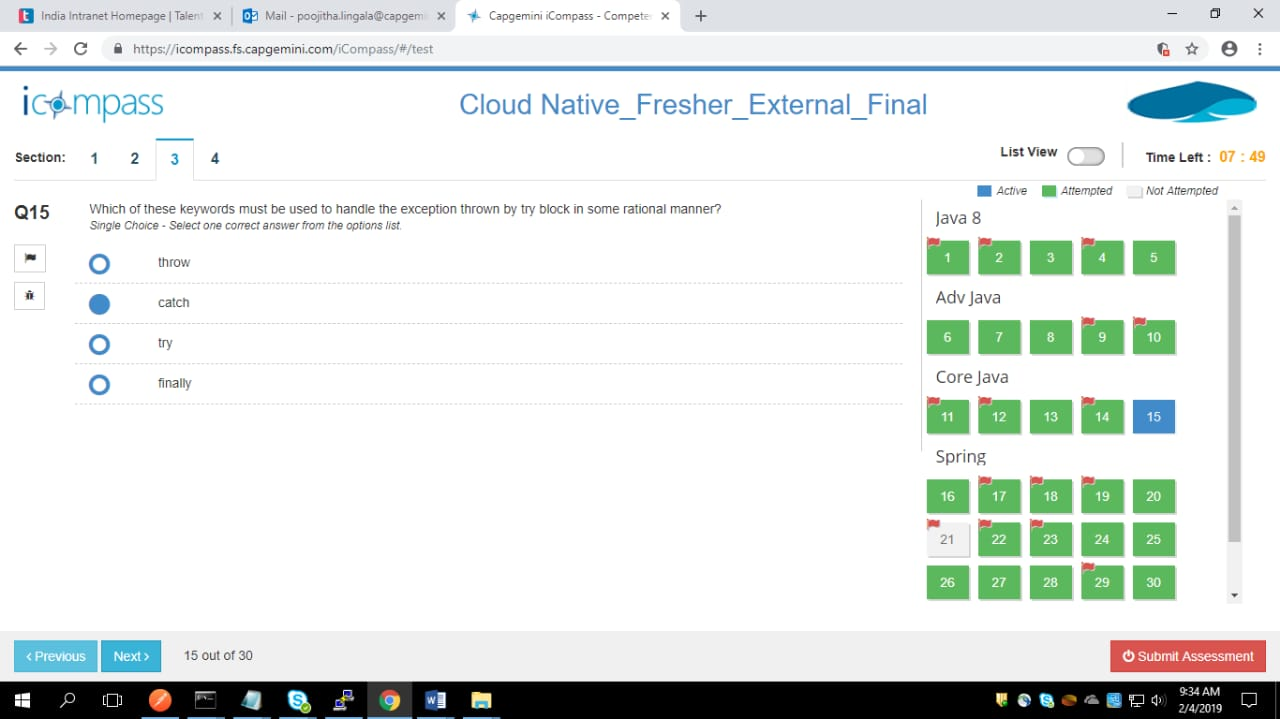 India Intranet Homepage | Talent
Mail - poojitha.lingala@capgemi
Capgemini iCompass - Compete
https://icompass.fs.capgemini.com/iCompass/#/test
icompass
Cloud Native_Fresher_External_Final
Section: 1 2 3 4
List View
Time Left : 07 : 49
Active Attempted Not Attempted
Q15
Which of these keywords must be used to handle the exception thrown by try block in some rational manner?
Single Choice - Select one correct answer from the options list.
throw
catch
try
finally
Java 8
1 2 3 4 5
Adv Java
6 7 8 9 10
Core Java
11 12 13 14 15
Spring
16 17 18 19 20
21 22 23 24 25
26 27 28 29 30
< Previous
Next >
15 out of 30
Submit Assessment
9:34 AM
2/4/2019